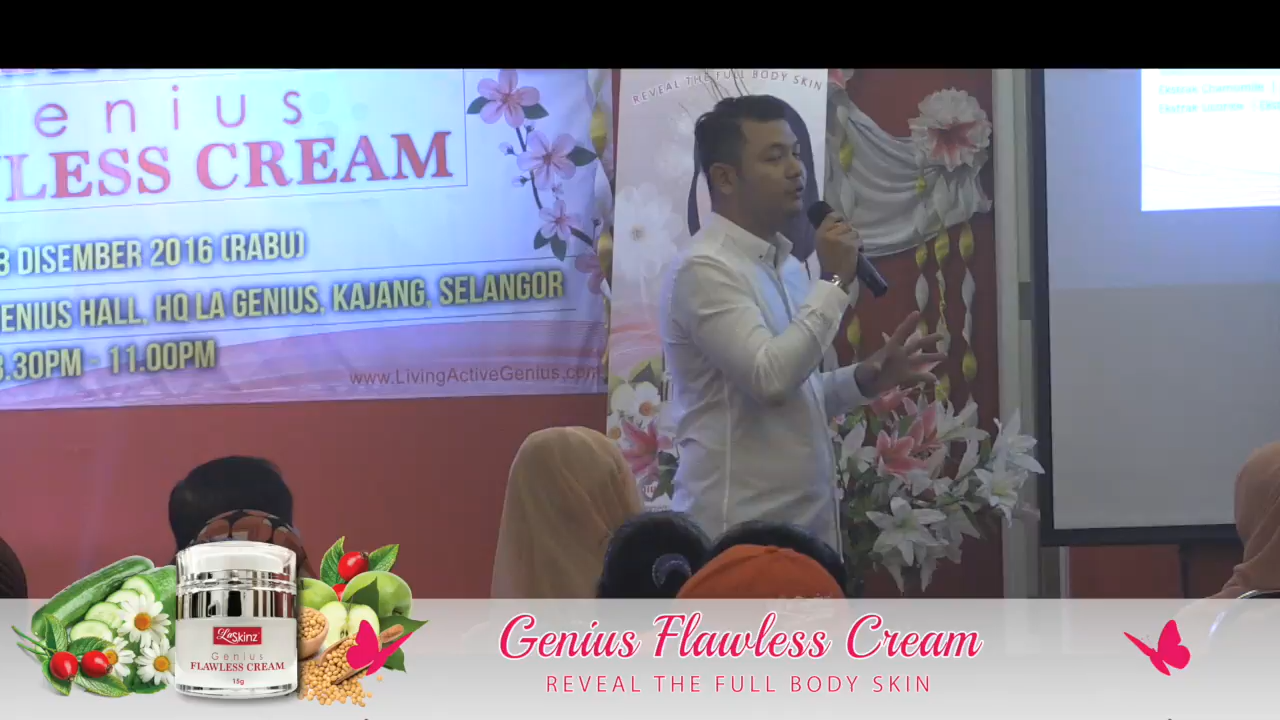 Genius
LESS CREAM
DISEMBER 2016 (RABU)
ENIUS HALL, HQ LA GENIUS, KAJANG, SELANGOR
.30PM - 11.00PM
www.LivingActiveGenius.com
REVEAL THE FULL BODY SKIN
LaSkinz
Genius
FLAWLESS CREAM
15g
Genius Flawless Cream
REVEAL THE FULL BODY SKIN